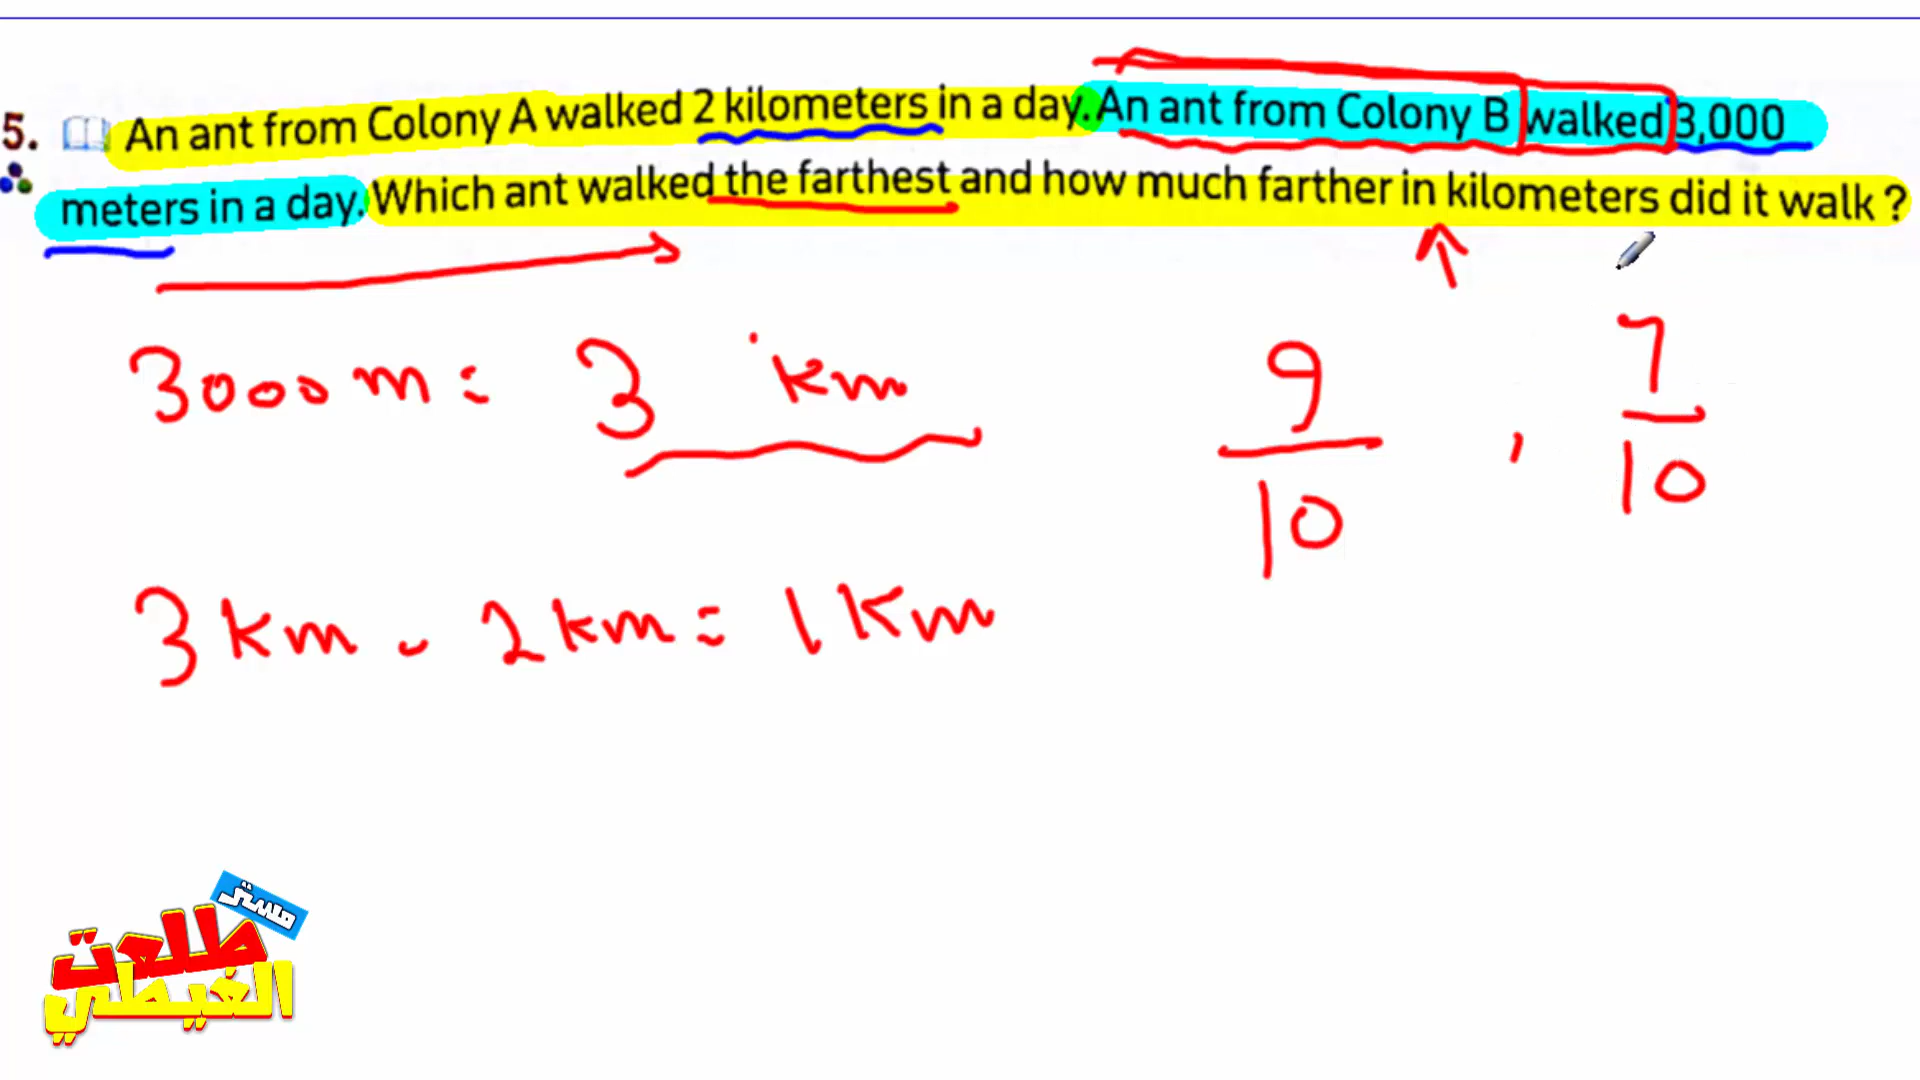 5. An ant from Colony A walked 2 kilometers in a day. An ant from Colony B walked 3,000
meters in a day. Which ant walked the farthest and how much farther in kilometers did it walk ?
3000 m = 3 km
9/10 , 7/10
3 km - 2 km = 1 Km
مستر
طلعت
الغيطي